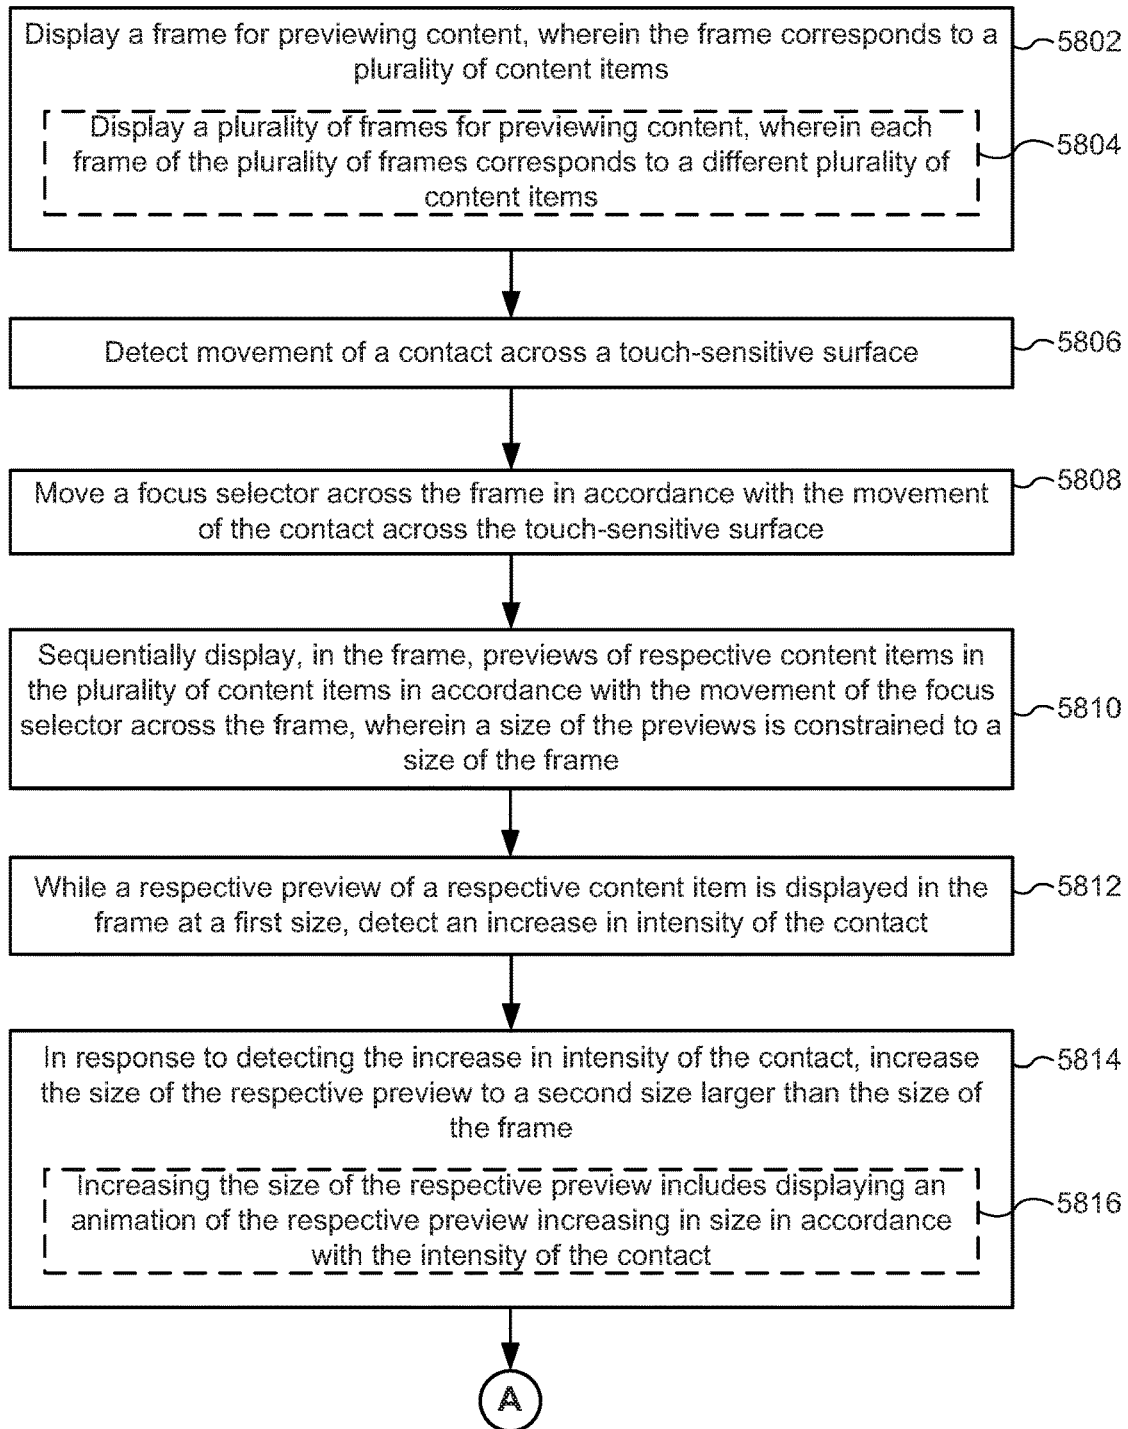 Display a frame for previewing content, wherein the frame corresponds to a
plurality of content items
5802
Display a plurality of frames for previewing content, wherein each
frame of the plurality of frames corresponds to a different plurality of
content items
5804
Detect movement of a contact across a touch-sensitive surface
5806
Move a focus selector across the frame in accordance with the movement
of the contact across the touch-sensitive surface
5808
Sequentially display, in the frame, previews of respective content items in
the plurality of content items in accordance with the movement of the focus
selector across the frame, wherein a size of the previews is constrained to a
size of the frame
5810
While a respective preview of a respective content item is displayed in the
frame at a first size, detect an increase in intensity of the contact
5812
In response to detecting the increase in intensity of the contact, increase
the size of the respective preview to a second size larger than the size of
the frame
5814
Increasing the size of the respective preview includes displaying an
animation of the respective preview increasing in size in accordance
with the intensity of the contact
5816
A